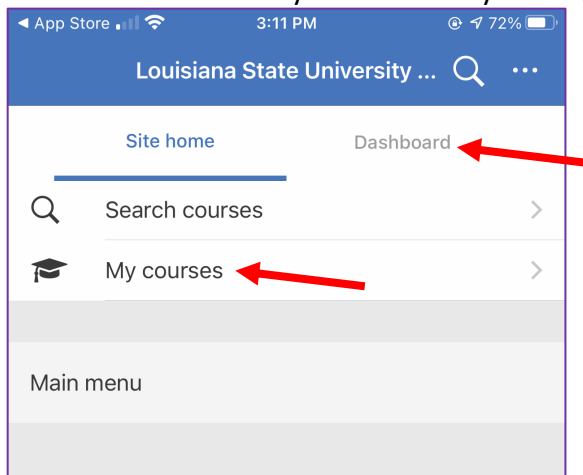 ◄ App Store 3:11 PM 72%
Louisiana State University ...
Site home Dashboard
Search courses
My courses
Main menu